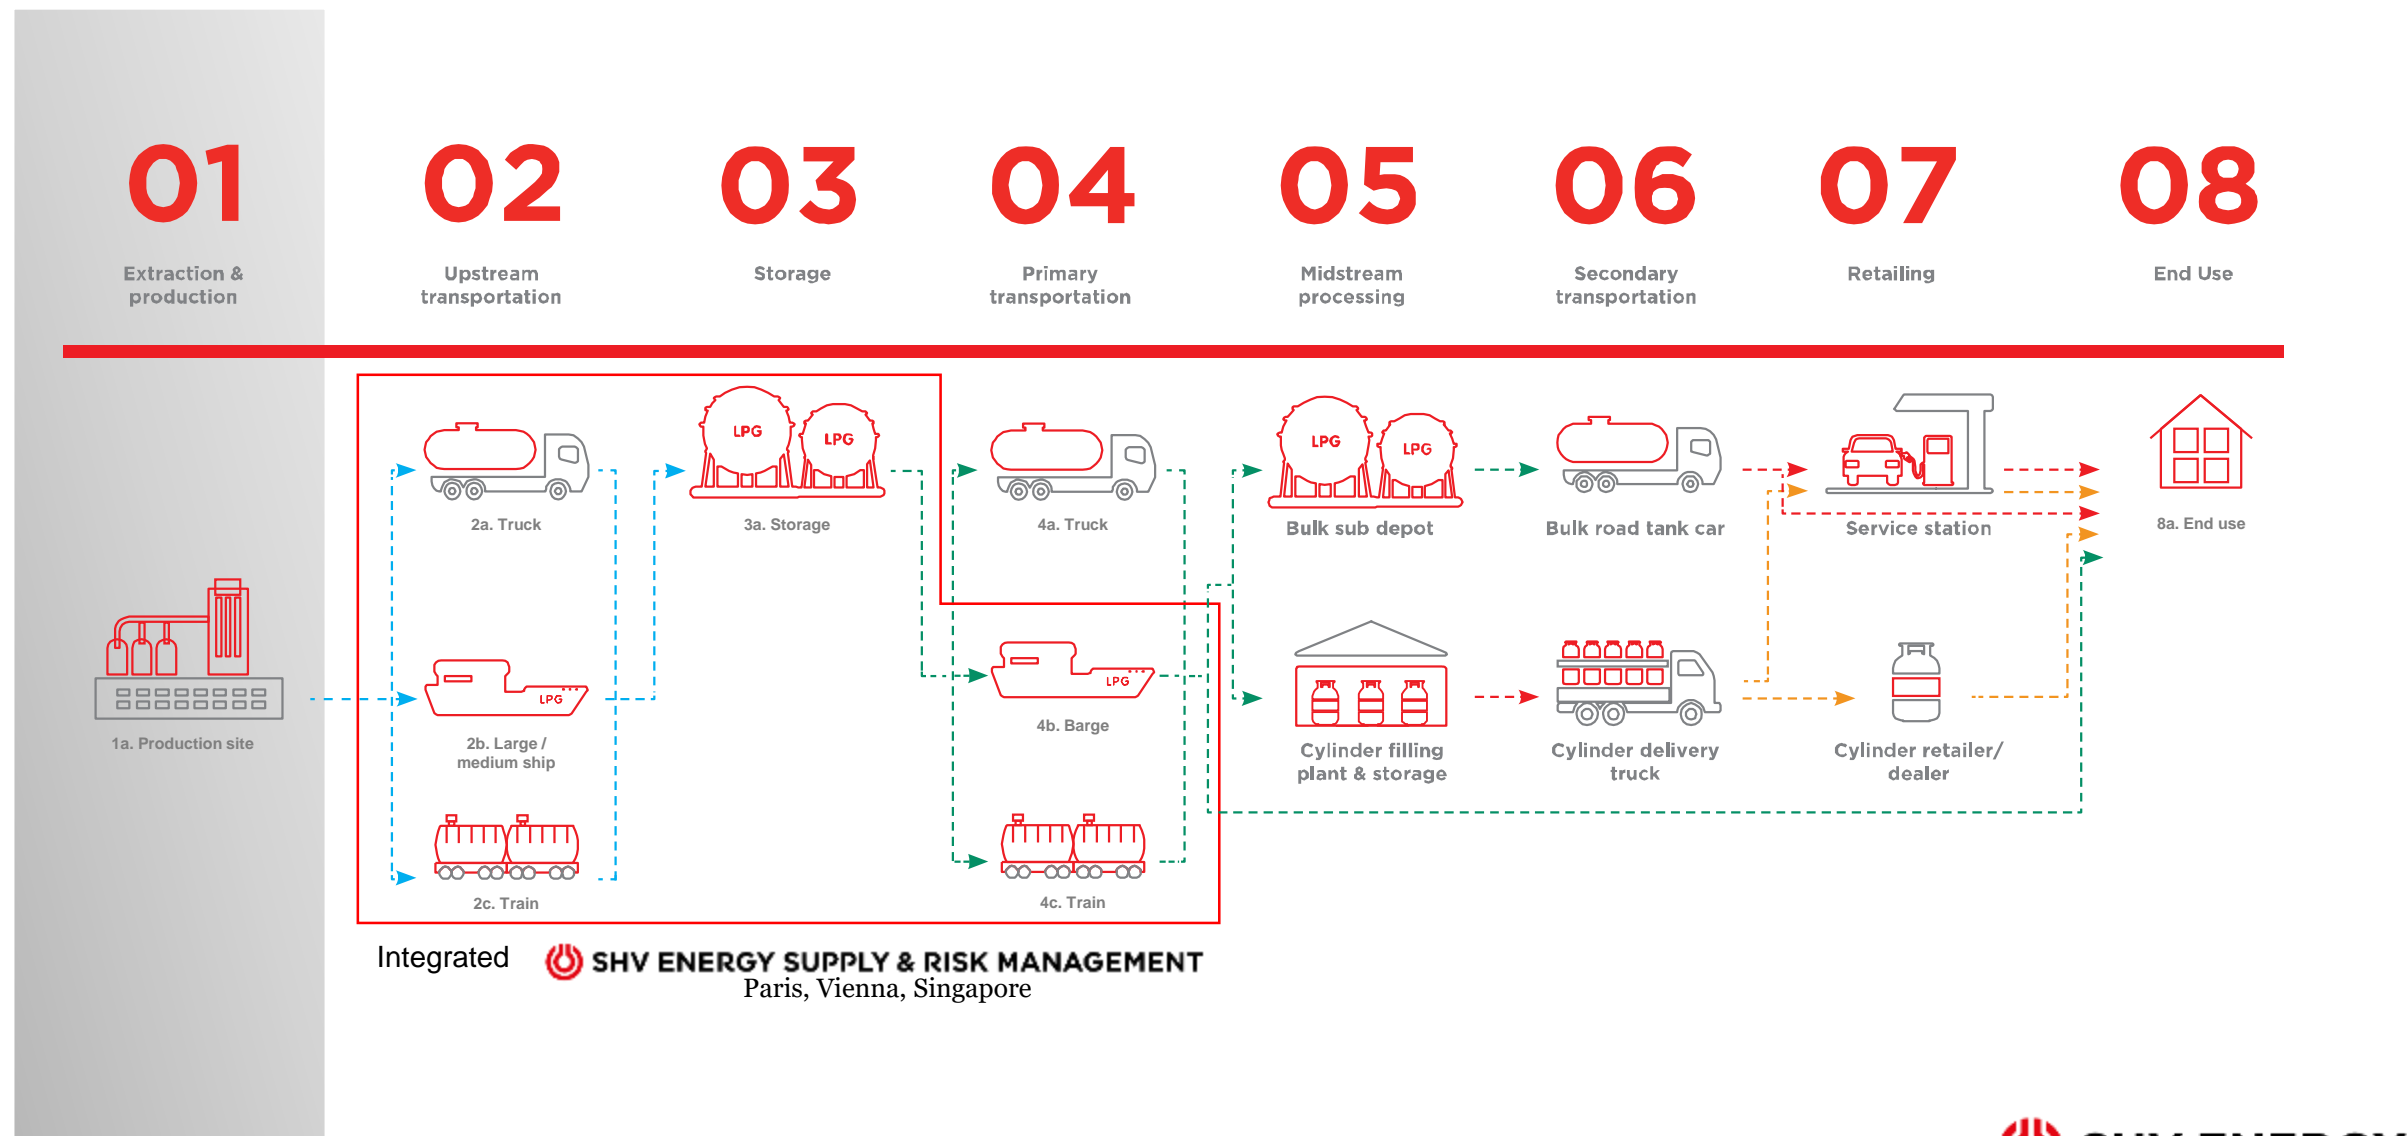 01
02
03
04
05
06
07
08
Extraction &
production
Upstream
transportation
Storage
Primary
transportation
Midstream
processing
Secondary
transportation
Retailing
End Use
LPG
LPG
LPG
LPG
2a. Truck
3a. Storage
4a. Truck
Bulk sub depot
Bulk road tank car
Service station
8a. End use
LPG
LPG
1a. Production site
2b. Large /
medium ship
4b. Barge
Cylinder filling
plant & storage
Cylinder delivery
truck
Cylinder retailer/
dealer
2c. Train
4c. Train
Integrated
SHV ENERGY SUPPLY & RISK MANAGEMENT
Paris, Vienna, Singapore
SHV ENERGY